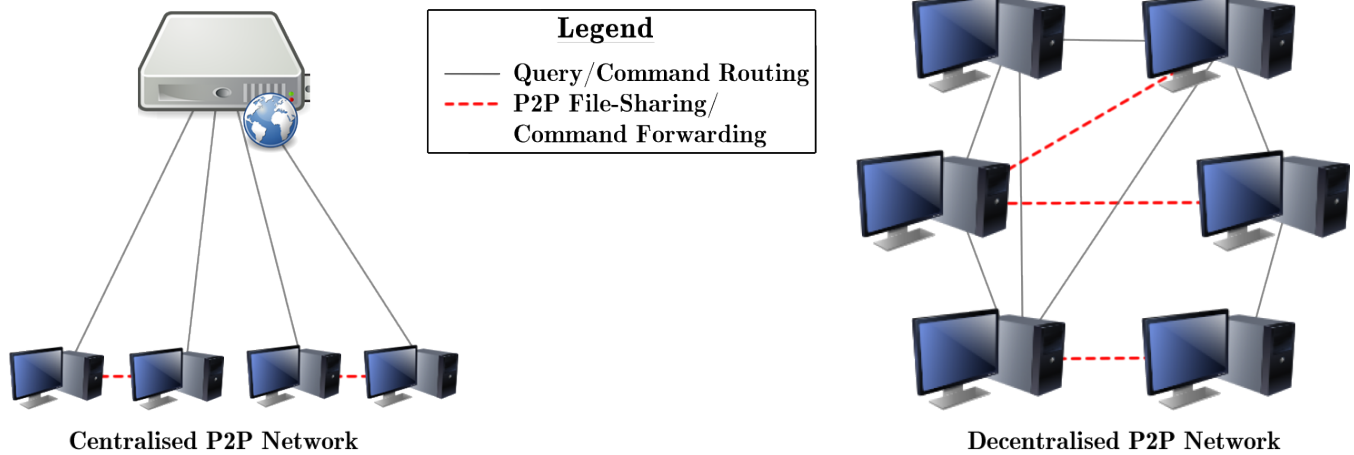 Legend
Query/Command Routing
P2P File-Sharing/
Command Forwarding
Centralised P2P Network
Decentralised P2P Network